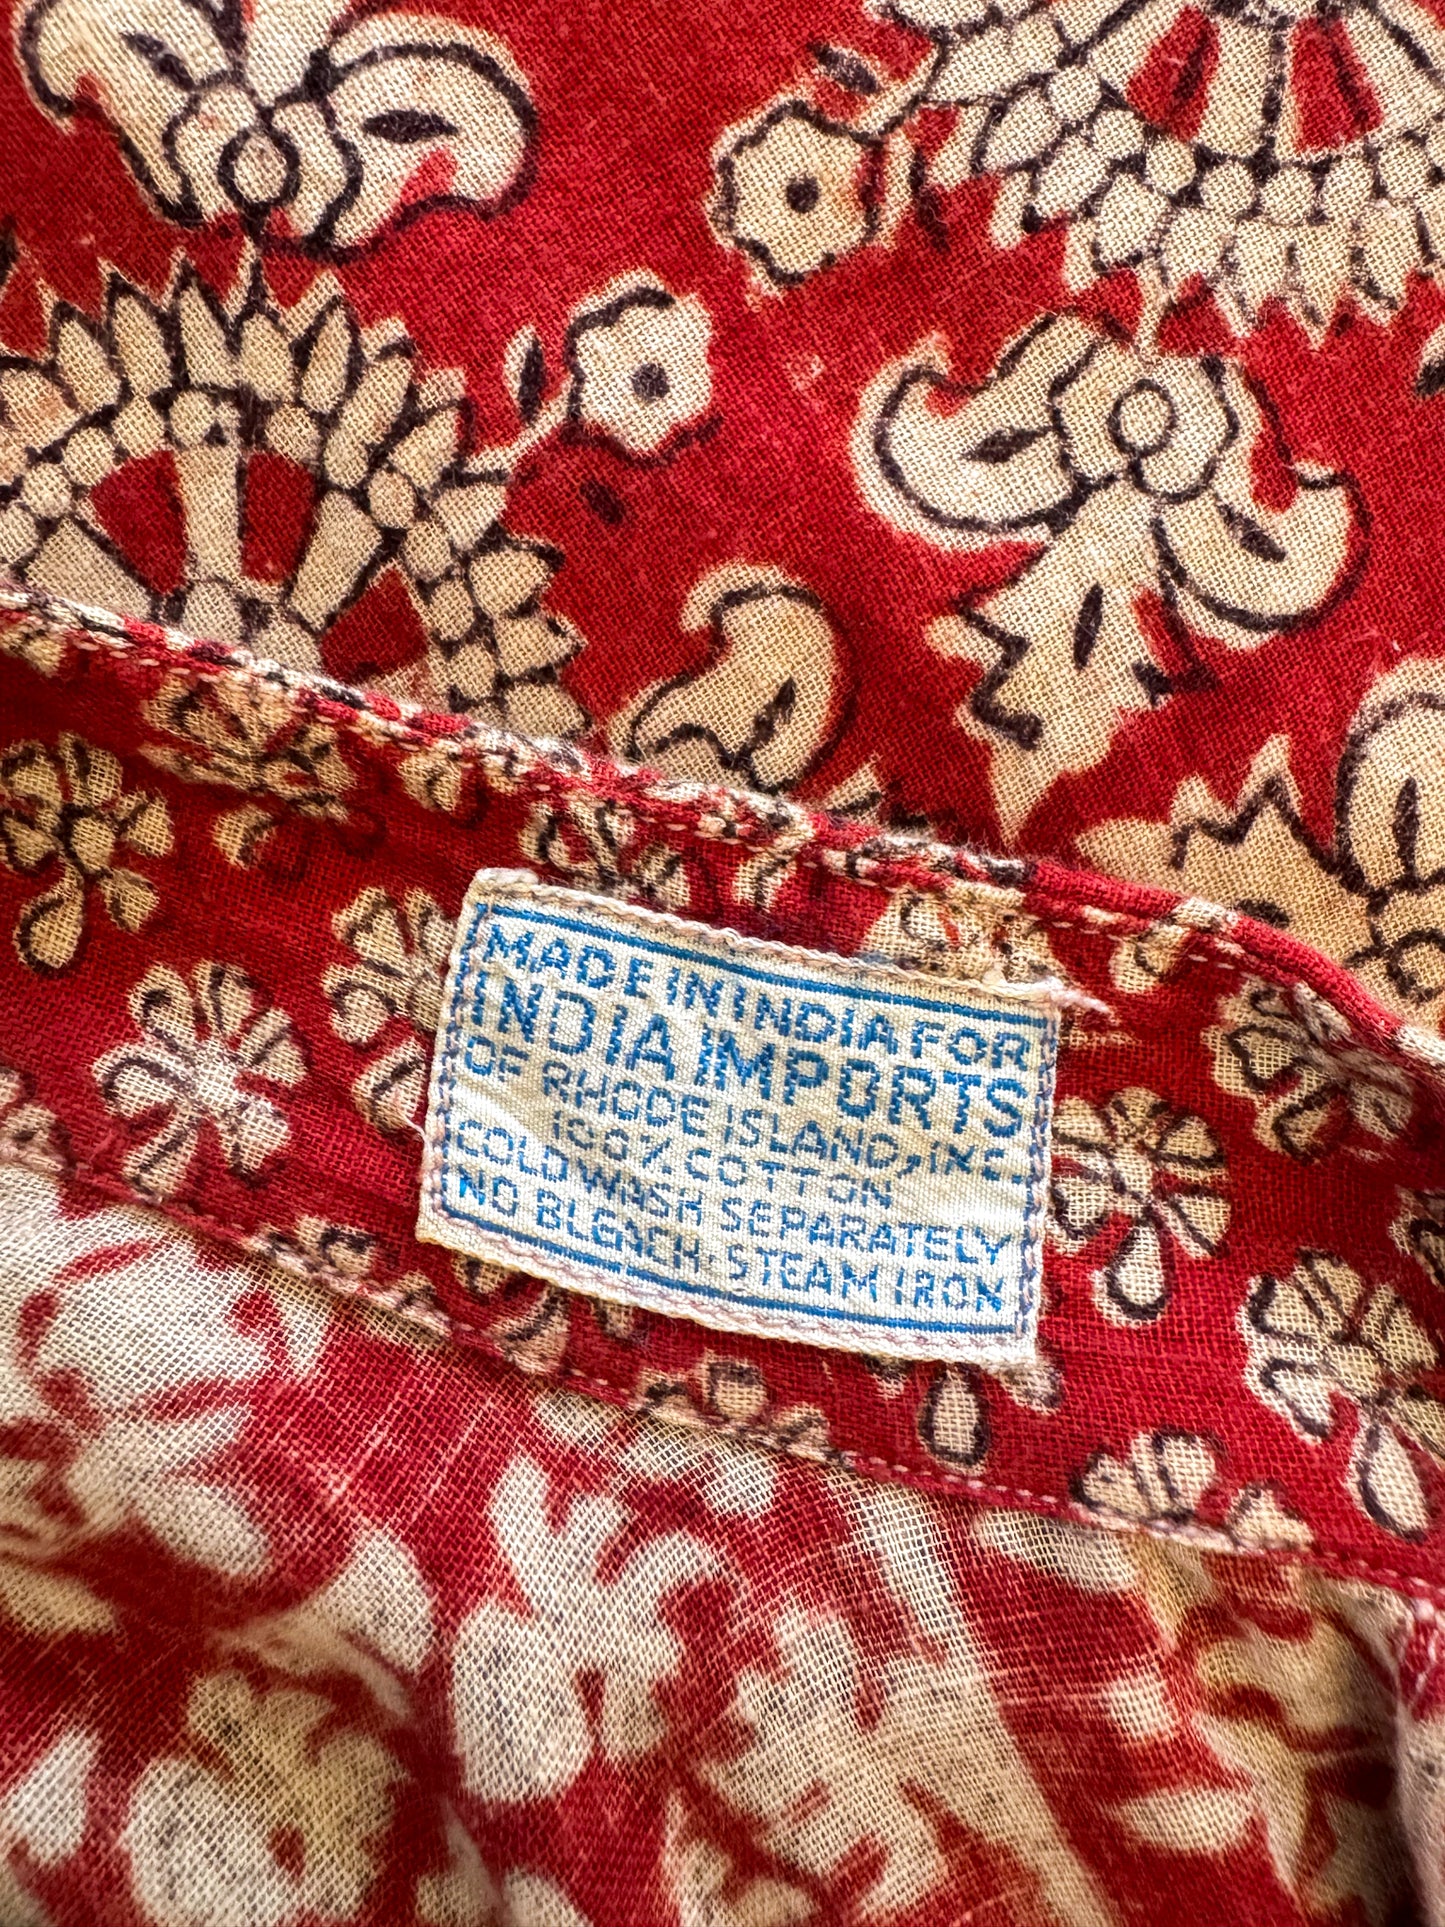 MADE IN INDIA FOR
INDIA IMPORTS
OF RHODE ISLAND, INC.
100% COTTON
COLD WASH SEPARATELY
NO BLEACH: STEAM IRON